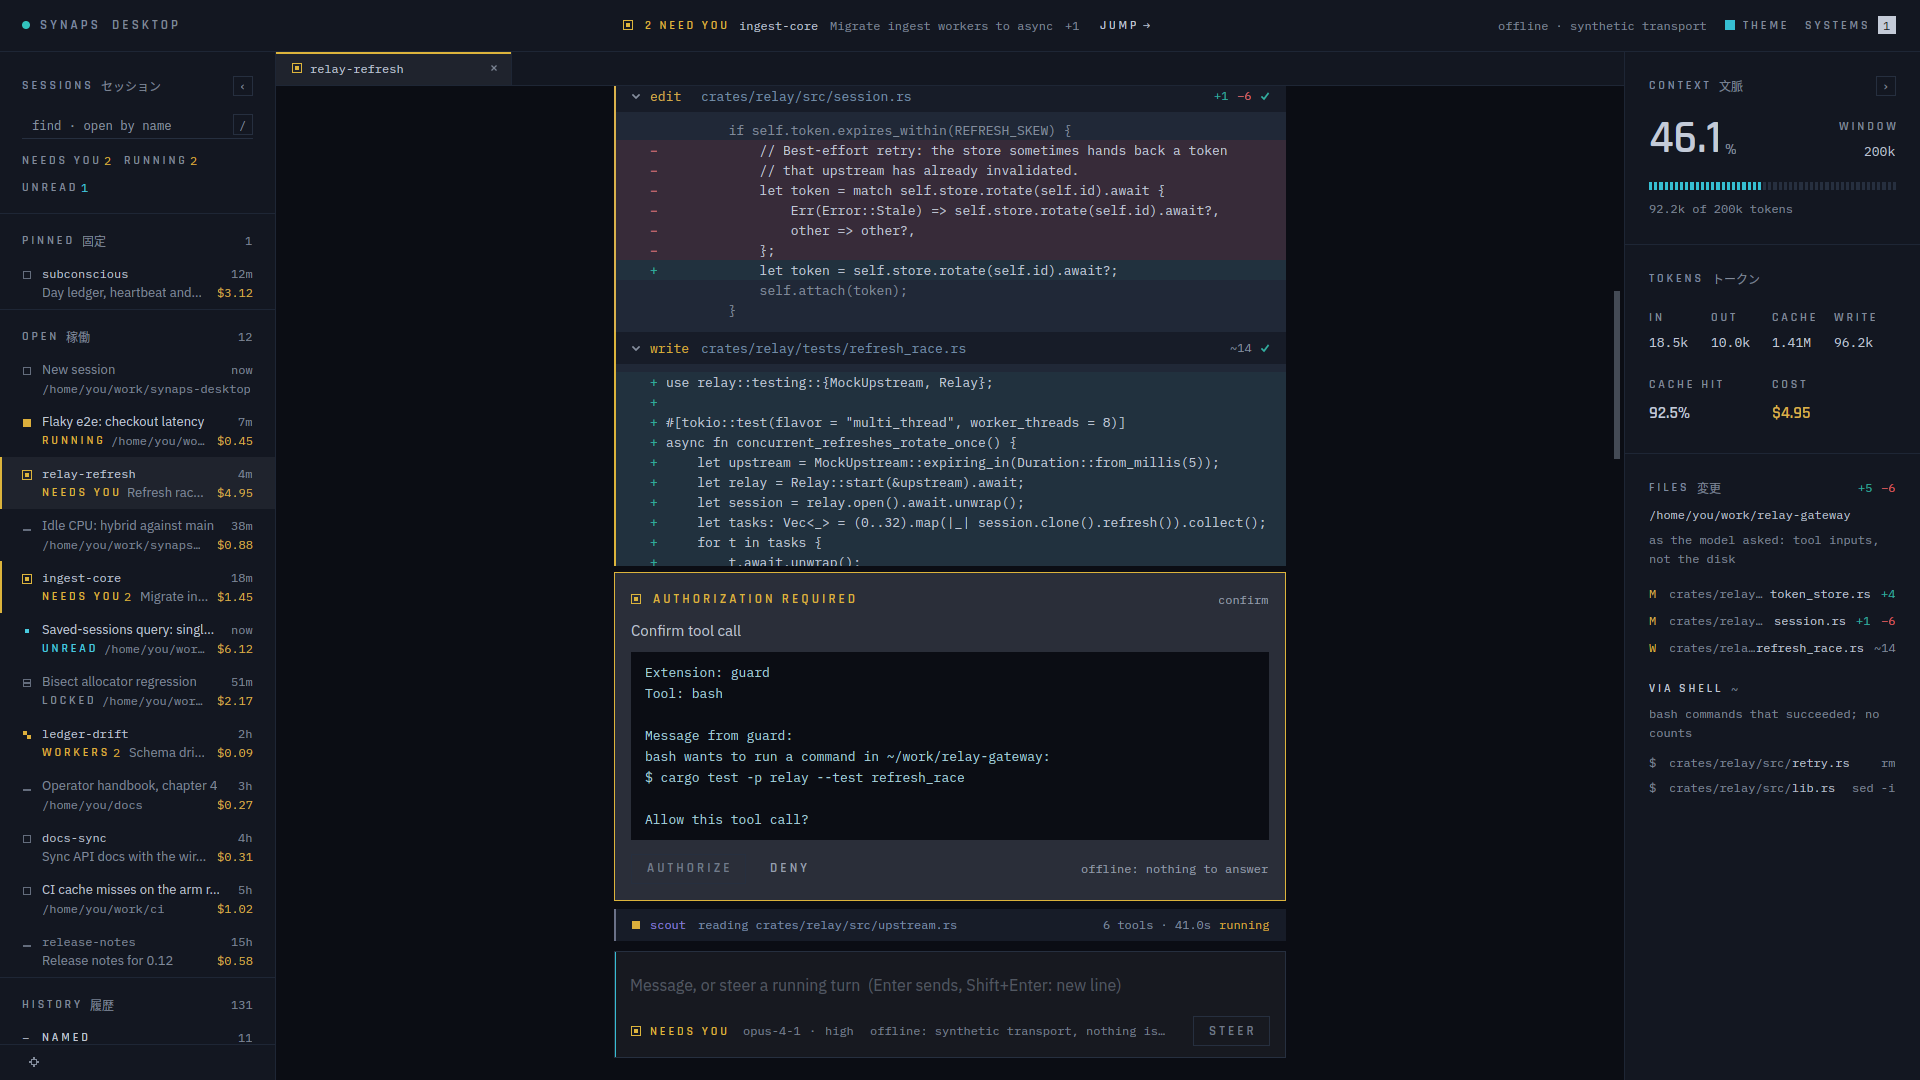 SYNAPS DESKTOP
2 NEED YOU ingest-core Migrate ingest workers to async +1 JUMP →
offline · synthetic transport THEME SYSTEMS 1
SESSIONS セッション ‹
find · open by name /
NEEDS YOU 2 RUNNING 2
UNREAD 1
PINNED 固定 1
subconscious 12m
Day ledger, heartbeat and… $3.12
OPEN 稼働 12
New session now
/home/you/work/synaps-desktop
Flaky e2e: checkout latency 7m
RUNNING /home/you/wo… $0.45
relay-refresh 4m
NEEDS YOU Refresh rac… $4.95
Idle CPU: hybrid against main 38m
/home/you/work/synaps… $0.88
ingest-core 18m
NEEDS YOU 2 Migrate in… $1.45
Saved-sessions query: singl… now
UNREAD /home/you/wor… $6.12
Bisect allocator regression 51m
LOCKED /home/you/wor… $2.17
ledger-drift 2h
WORKERS 2 Schema dri… $0.09
Operator handbook, chapter 4 3h
/home/you/docs $0.27
docs-sync 4h
Sync API docs with the wir… $0.31
CI cache misses on the arm r… 5h
/home/you/work/ci $1.02
release-notes 15h
Release notes for 0.12 $0.58
HISTORY 履歴 131
– NAMED 11
relay-refresh ×
edit crates/relay/src/session.rs +1 −6 ✓
if self.token.expires_within(REFRESH_SKEW) {
− // Best-effort retry: the store sometimes hands back a token
− // that upstream has already invalidated.
− let token = match self.store.rotate(self.id).await {
− Err(Error::Stale) => self.store.rotate(self.id).await?,
− other => other?,
− };
+ let token = self.store.rotate(self.id).await?;
self.attach(token);
}
write crates/relay/tests/refresh_race.rs ~14 ✓
+ use relay::testing::{MockUpstream, Relay};
+
+ #[tokio::test(flavor = "multi_thread", worker_threads = 8)]
+ async fn concurrent_refreshes_rotate_once() {
+ let upstream = MockUpstream::expiring_in(Duration::from_millis(5));
+ let relay = Relay::start(&upstream).await;
+ let session = relay.open().await.unwrap();
+ let tasks: Vec<_> = (0..32).map(|_| session.clone().refresh()).collect();
+ for t in tasks {
+ t.await.unwrap();
AUTHORIZATION REQUIRED confirm
Confirm tool call
Extension: guard
Tool: bash
Message from guard:
bash wants to run a command in ~/work/relay-gateway:
$ cargo test -p relay --test refresh_race
Allow this tool call?
AUTHORIZE DENY offline: nothing to answer
scout reading crates/relay/src/upstream.rs 6 tools · 41.0s running
Message, or steer a running turn (Enter sends, Shift+Enter: new line)
NEEDS YOU opus-4-1 · high offline: synthetic transport, nothing is… STEER
CONTEXT 文脈 ›
46.1% WINDOW
200k
92.2k of 200k tokens
TOKENS トークン
IN OUT CACHE WRITE
18.5k 10.0k 1.41M 96.2k
CACHE HIT COST
92.5% $4.95
FILES 変更 +5 −6
/home/you/work/relay-gateway
as the model asked: tool inputs,
not the disk
M crates/relay… token_store.rs +4
M crates/relay… session.rs +1 −6
W crates/rela…refresh_race.rs ~14
VIA SHELL ~
bash commands that succeeded; no
counts
$ crates/relay/src/retry.rs rm
$ crates/relay/src/lib.rs sed -i